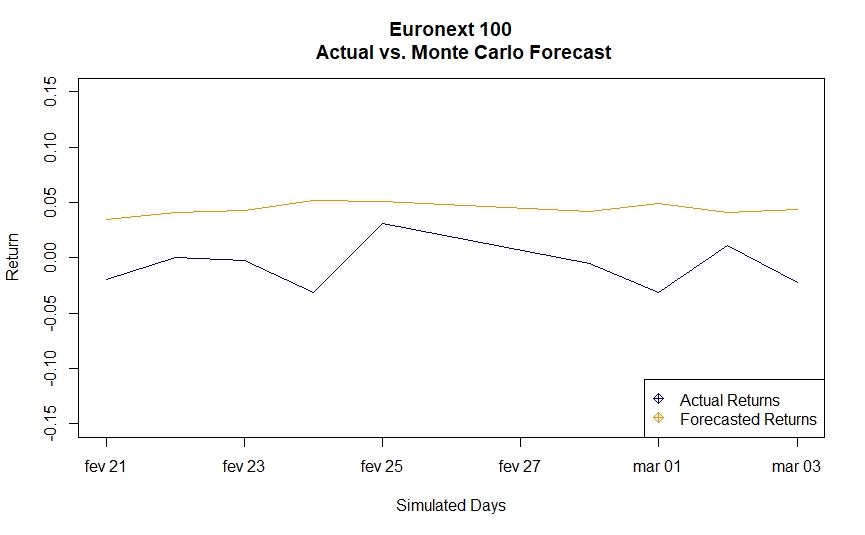 Euronext 100
Actual vs. Monte Carlo Forecast
0.15
0.10
0.05
0.00
-0.05
-0.10
-0.15
Return
Actual Returns
Forecasted Returns
fev 21 fev 23 fev 25 fev 27 mar 01 mar 03
Simulated Days